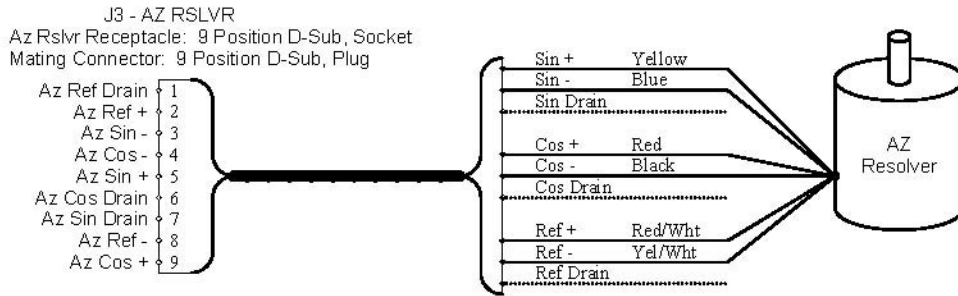 J3 - AZ RSLVR
Az Rslvr Receptacle: 9 Position D-Sub, Socket
Mating Connector: 9 Position D-Sub, Plug
Az Ref Drain 1
Az Ref + 2
Az Sin - 3
Az Cos - 4
Az Sin + 5
Az Cos Drain 6
Az Sin Drain 7
Az Ref - 8
Az Cos + 9
Sin + Yellow
Sin - Blue
Sin Drain
Cos + Red
Cos - Black
Cos Drain
Ref + Red/Wht
Ref - Yel/Wht
Ref Drain
AZ
Resolver